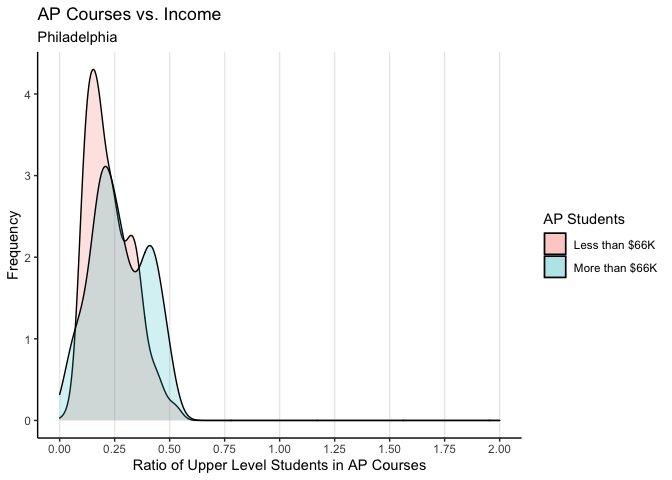 AP Courses vs. Income
Philadelphia
4
3
2
1
0
Frequency
0.00 0.25 0.50 0.75 1.00 1.25 1.50 1.75 2.00
Ratio of Upper Level Students in AP Courses
AP Students
Less than $66K
More than $66K